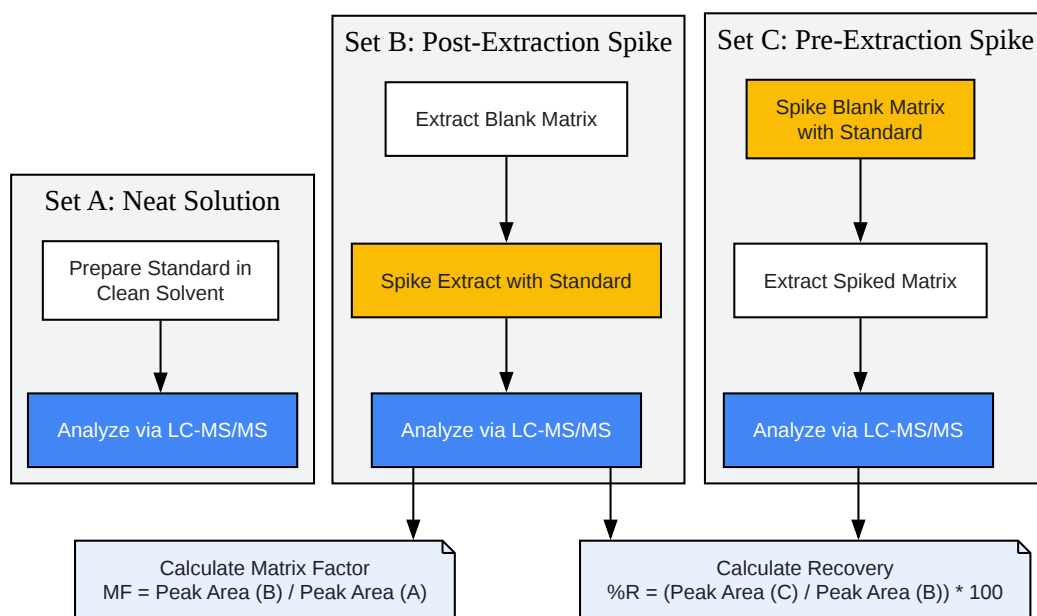 Set A: Neat Solution
Prepare Standard in
Clean Solvent
Analyze via LC-MS/MS
Set B: Post-Extraction Spike
Extract Blank Matrix
Spike Extract with Standard
Analyze via LC-MS/MS
Set C: Pre-Extraction Spike
Spike Blank Matrix
with Standard
Extract Spiked Matrix
Analyze via LC-MS/MS
Calculate Matrix Factor
MF = Peak Area (B) / Peak Area (A)
Calculate Recovery
%R = (Peak Area (C) / Peak Area (B)) * 100